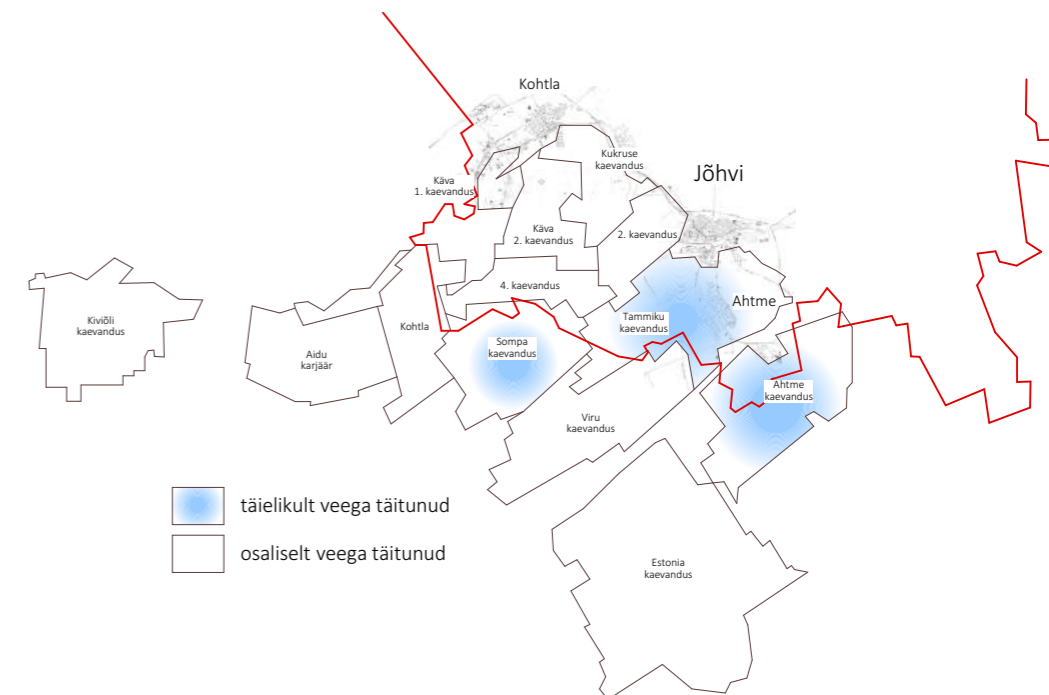 Kohtla
Kukruse
kaevandus
Jõhvi
Käva
1. kaevandus
Käva
2. kaevandus
2. kaevandus
4. kaevandus
Ahtme
Kiviõli
kaevandus
Aidu
karjäär
Kohtla
Sompa
kaevandus
Tammiku
kaevandus
Ahtme
kaevandus
Viru
kaevandus
täielikult veega täitunud
osaliselt veega täitunud
Estonia
kaevandus